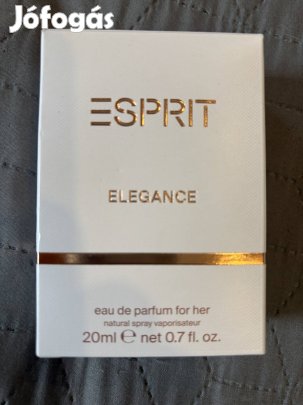 Jófogás
ESPRIT
ELEGANCE
eau de parfum for her
natural spray vaporisateur
20ml ℮ net 0.7 fl. oz.